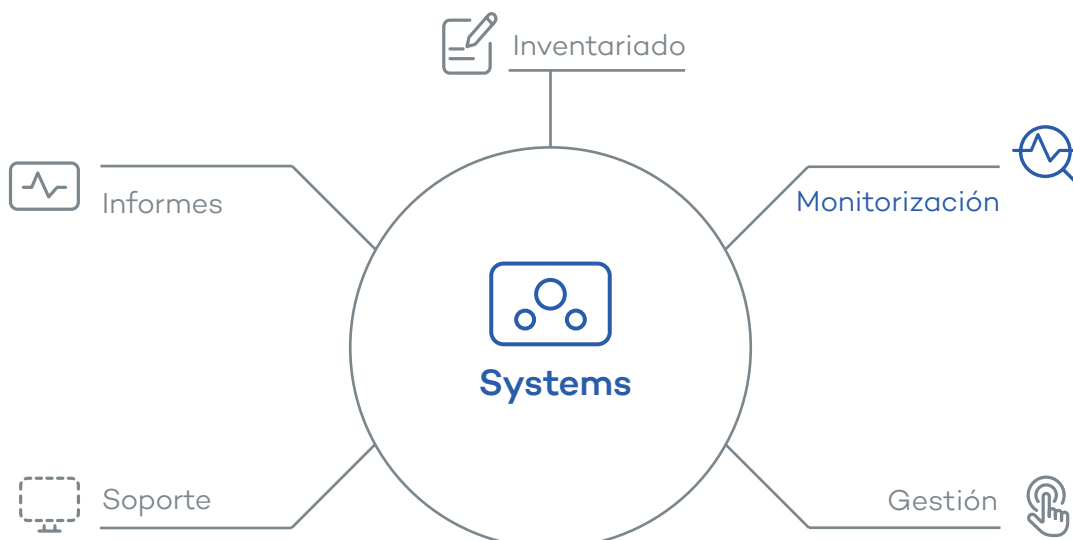 Inventariado
Informes
Monitorización
Systems
Soporte
Gestión